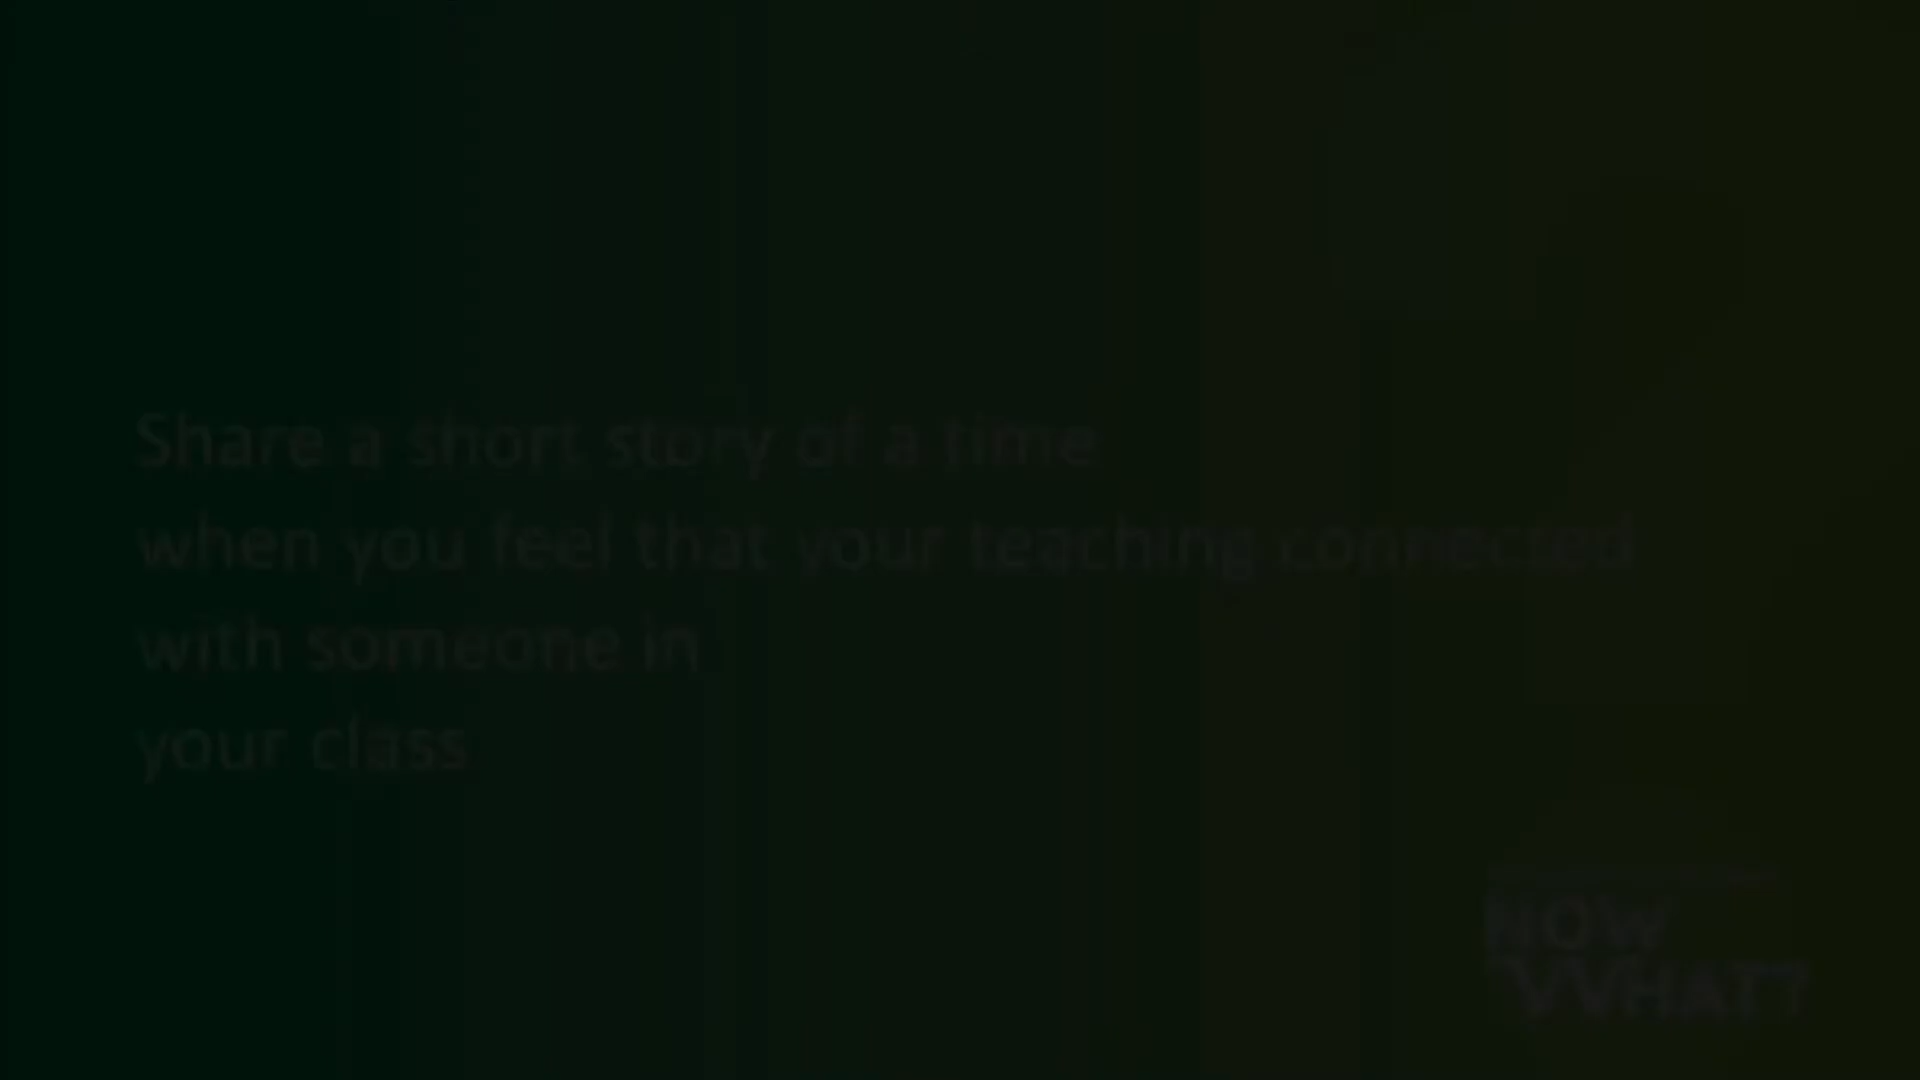 Share a short story of a time
when you feel that your teaching connected
with someone in
your class
NOW
WHAT?